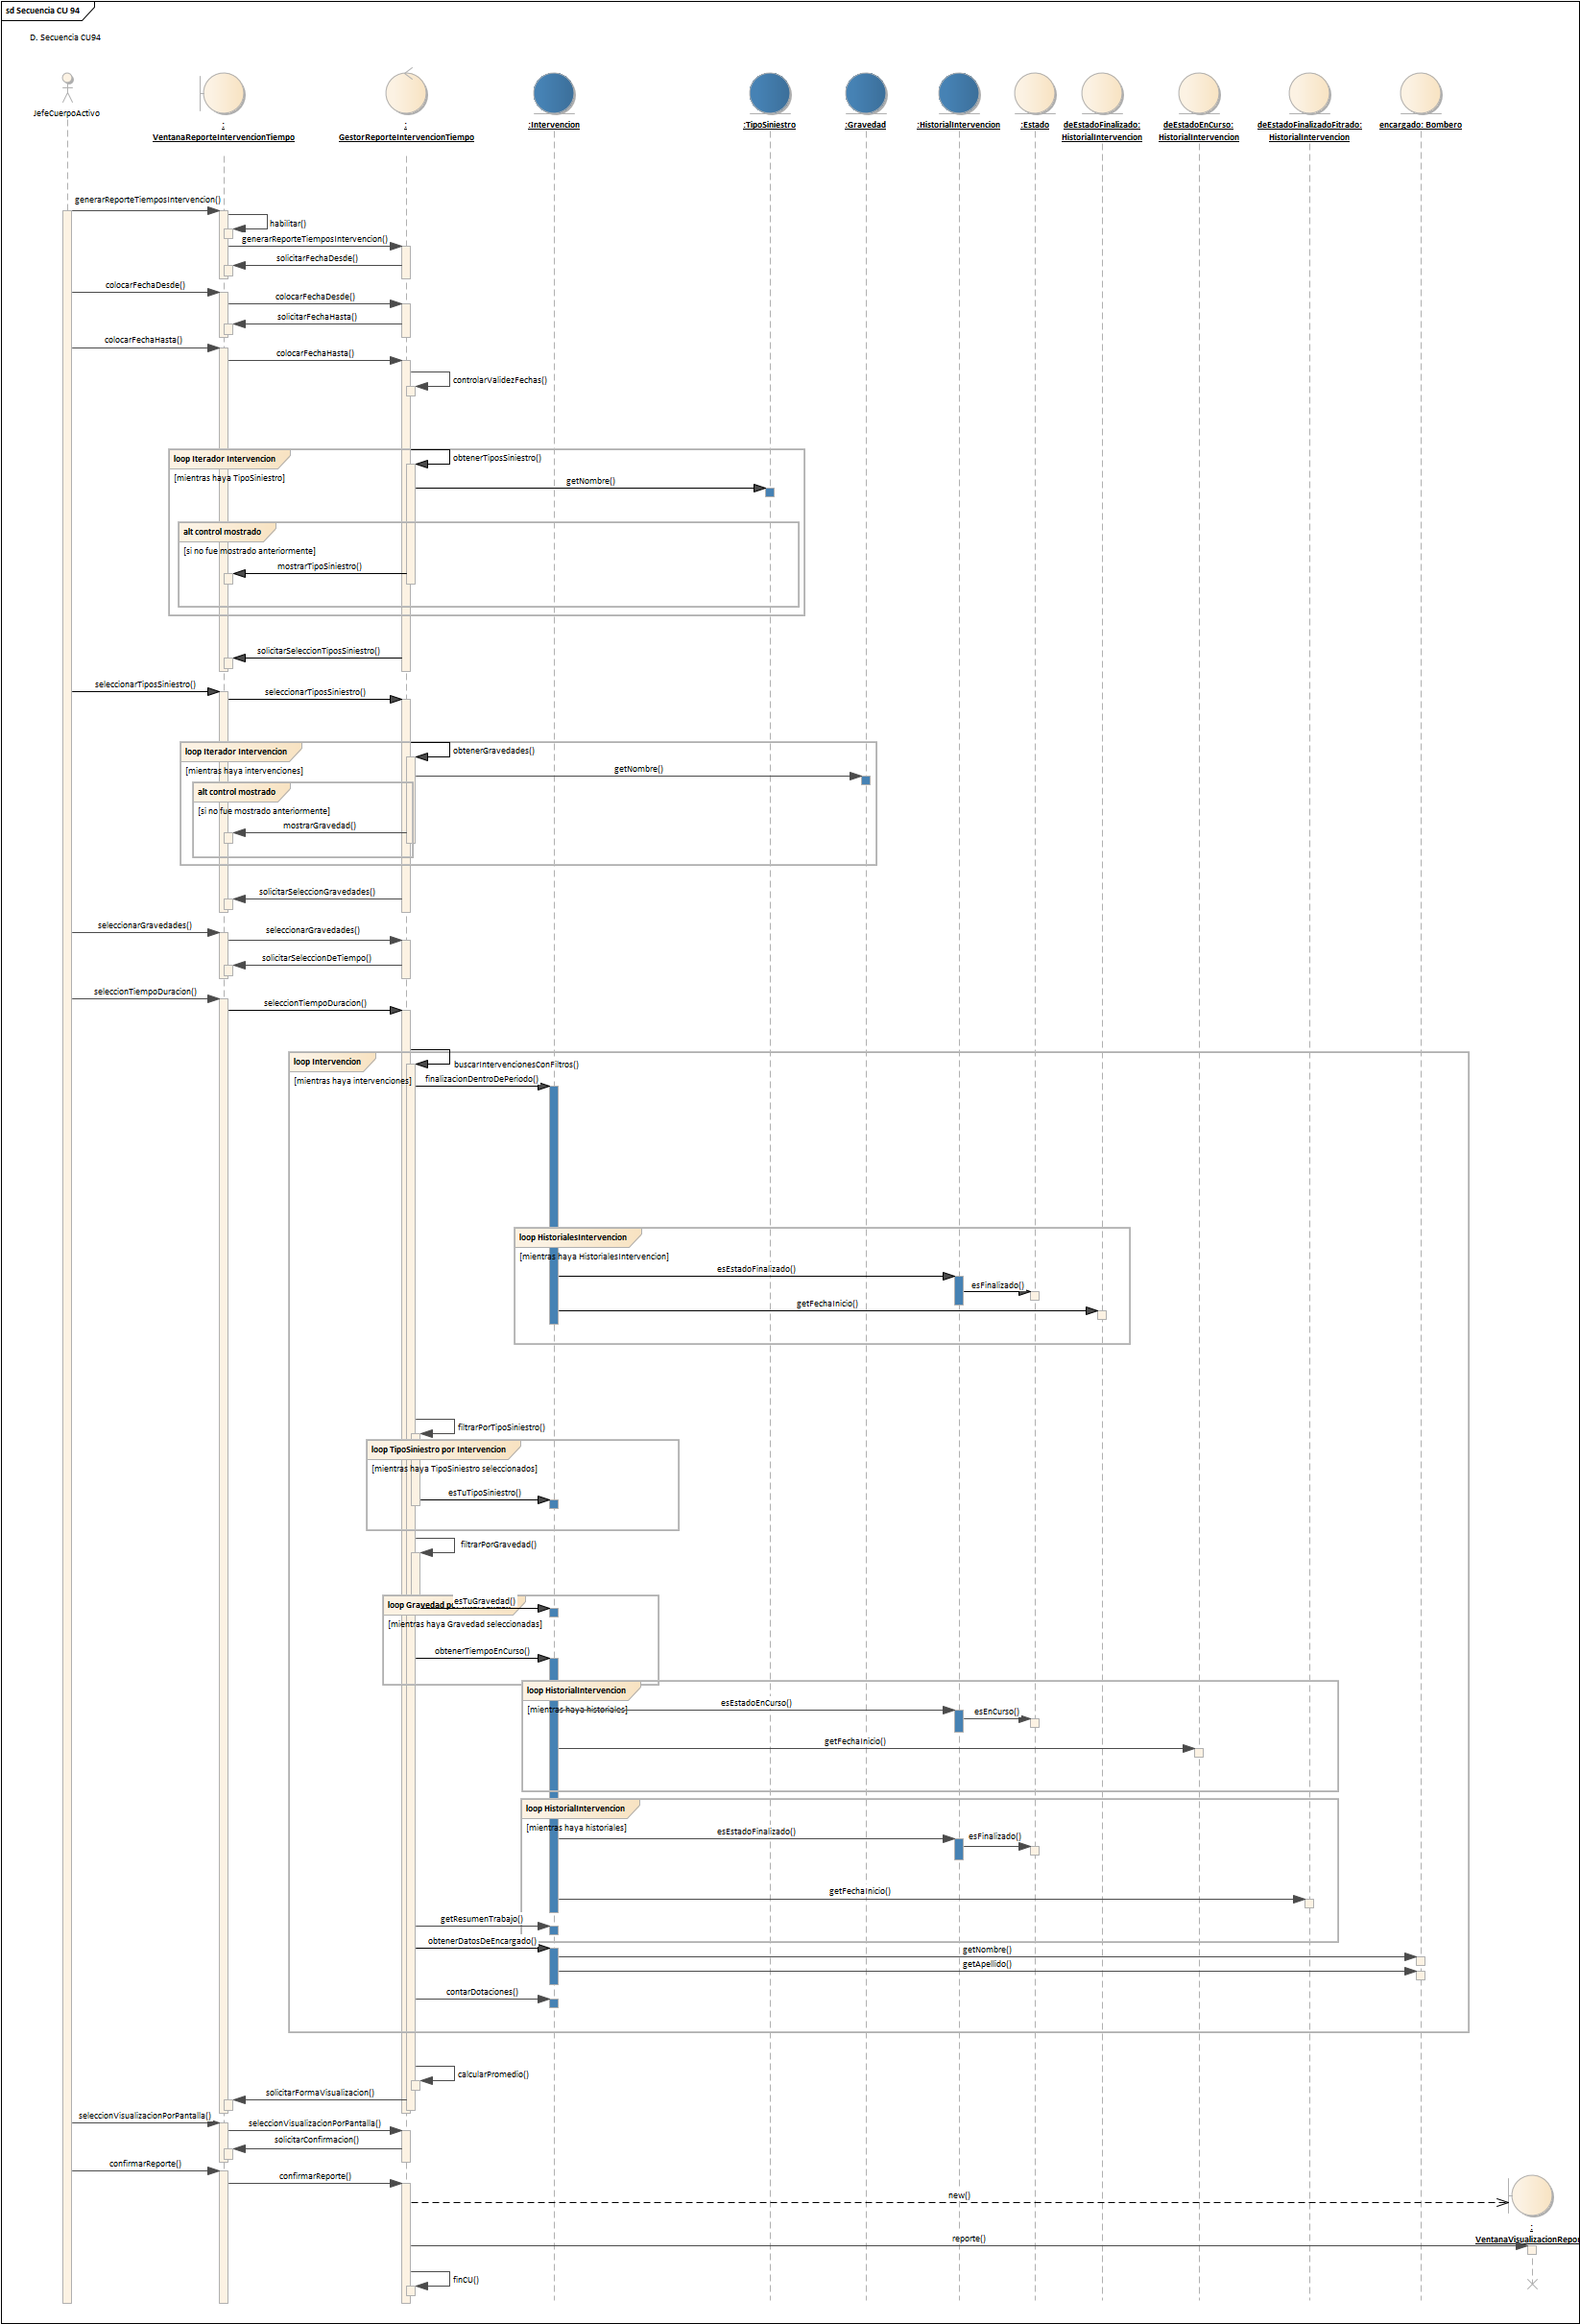 sd Secuencia CU 94
D. Secuencia CU94
JefeCuerpoActivo
:
VentanaReporteIntervencionTiempo
:
GestorReporteIntervencionTiempo
:Intervencion
:TipoSiniestro
:Gravedad
:HistorialIntervencion
:Estado
deEstadoFinalizado:
HistorialIntervencion
deEstadoEnCurso:
HistorialIntervencion
deEstadoFinalizadoFitrado:
HistorialIntervencion
encargado: Bombero
generarReporteTiemposIntervencion()
habilitar()
generarReporteTiemposIntervencion()
solicitarFechaDesde()
colocarFechaDesde()
colocarFechaDesde()
solicitarFechaHasta()
colocarFechaHasta()
colocarFechaHasta()
controlarValidezFechas()
loop Iterador Intervencion
obtenerTiposSiniestro()
[mientras haya TipoSiniestro]
getNombre()
alt control mostrado
[si no fue mostrado anteriormente]
mostrarTipoSiniestro()
solicitarSeleccionTiposSiniestro()
seleccionarTiposSiniestro()
seleccionarTiposSiniestro()
loop Iterador Intervencion
obtenerGravedades()
[mientras haya intervenciones]
getNombre()
alt control mostrado
[si no fue mostrado anteriormente]
mostrarGravedad()
solicitarSeleccionGravedades()
seleccionarGravedades()
seleccionarGravedades()
solicitarSeleccionDeTiempo()
seleccionTiempoDuracion()
seleccionTiempoDuracion()
loop Intervencion
buscarIntervencionesConFiltros()
[mientras haya intervenciones]
finalizacionDentroDePeriodo()
loop HistorialesIntervencion
[mientras haya HistorialesIntervencion]
esEstadoFinalizado()
esFinalizado()
getFechaInicio()
filtrarPorTipoSiniestro()
loop TipoSiniestro por Intervencion
[mientras haya TipoSiniestro seleccionados]
esTuTipoSiniestro()
filtrarPorGravedad()
esTuGravedad()
loop Gravedad
[mientras haya Gravedad seleccionadas]
obtenerTiempoEnCurso()
loop HistorialIntervencion
[mientras haya historiales]
esEstadoEnCurso()
esEnCurso()
getFechaInicio()
loop HistorialIntervencion
[mientras haya historiales]
esEstadoFinalizado()
esFinalizado()
getFechaInicio()
getResumenTrabajo()
obtenerDatosDeEncargado()
getNombre()
getApellido()
contarDotaciones()
calcularPromedio()
solicitarFormaVisualizacion()
seleccionVisualizacionPorPantalla()
seleccionVisualizacionPorPantalla()
solicitarConfirmacion()
confirmarReporte()
confirmarReporte()
new()
:
VentanaVisualizacionRepor
reporte()
finCU()